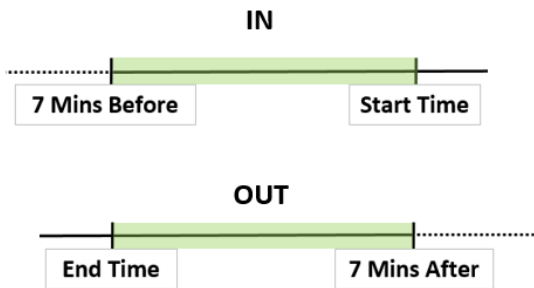 IN
7 Mins Before
Start Time
OUT
End Time
7 Mins After